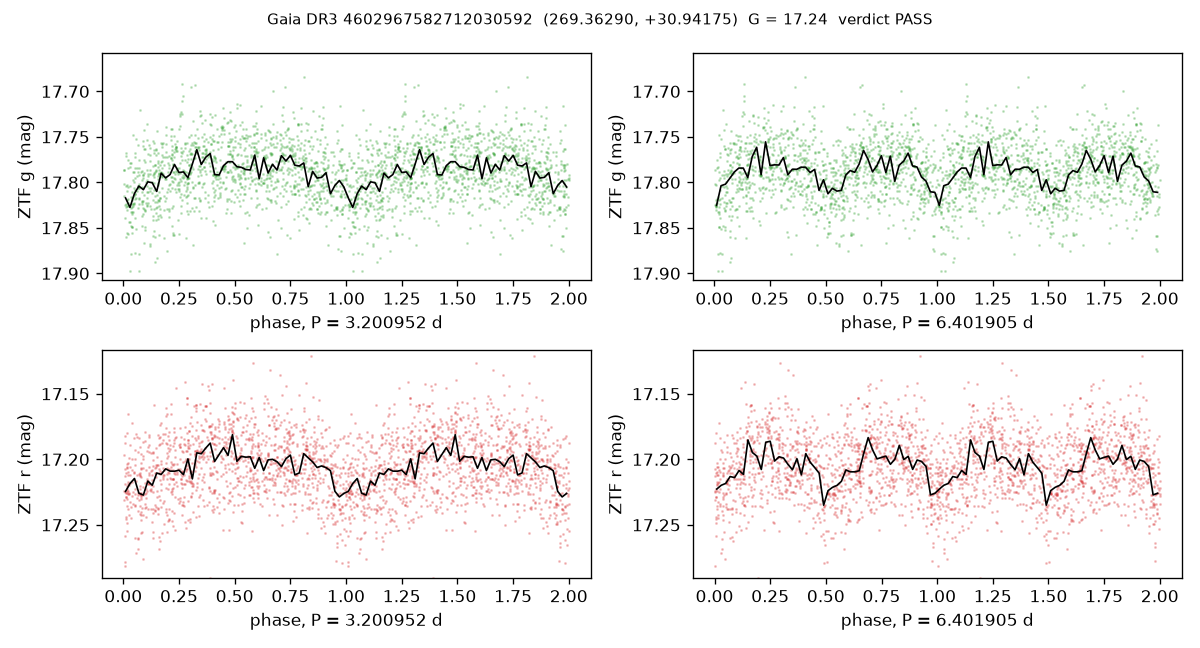 Gaia DR3 4602967582712030592 (269.36290, +30.94175) G = 17.24 verdict PASS
ZTF g (mag)
17.70
17.75
17.80
17.85
17.90
0.00 0.25 0.50 0.75 1.00 1.25 1.50 1.75 2.00
phase, P = 3.200952 d
ZTF g (mag)
17.70
17.75
17.80
17.85
17.90
0.00 0.25 0.50 0.75 1.00 1.25 1.50 1.75 2.00
phase, P = 6.401905 d
ZTF r (mag)
17.15
17.20
17.25
0.00 0.25 0.50 0.75 1.00 1.25 1.50 1.75 2.00
phase, P = 3.200952 d
ZTF r (mag)
17.15
17.20
17.25
0.00 0.25 0.50 0.75 1.00 1.25 1.50 1.75 2.00
phase, P = 6.401905 d